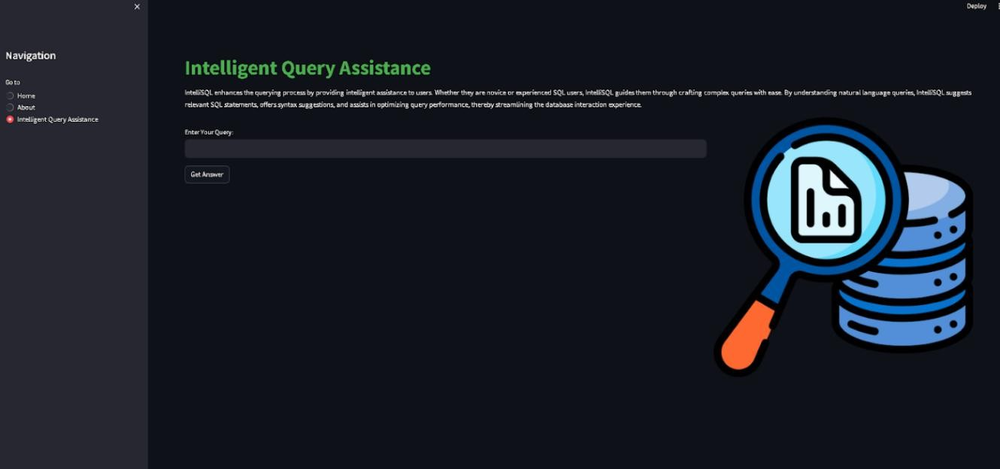 Deploy
Navigation
Go to
Home
About
Intelligent Query Assistance
Intelligent Query Assistance
IntelliSQL enhances the querying process by providing intelligent assistance to users. Whether they are novice or experienced SQL users, IntelliSQL guides them through crafting complex queries with ease. By understanding natural language queries, IntelliSQL suggests
relevant SQL statements, offers syntax suggestions, and assists in optimizing query performance, thereby streamlining the database interaction experience.
Enter Your Query:
Get Answer